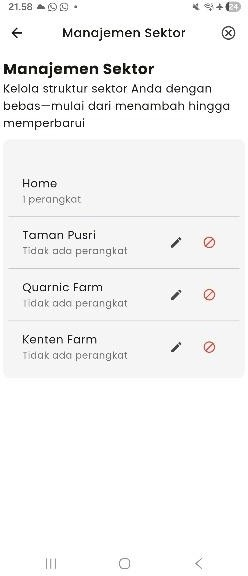 21.58
24
Manajemen Sektor
Manajemen Sektor
Kelola struktur sektor Anda dengan
bebas—mulai dari menambah hingga
memperbarui
Home
1 perangkat
Taman Pusri
Tidak ada perangkat
Quarnic Farm
Tidak ada perangkat
Kenten Farm
Tidak ada perangkat